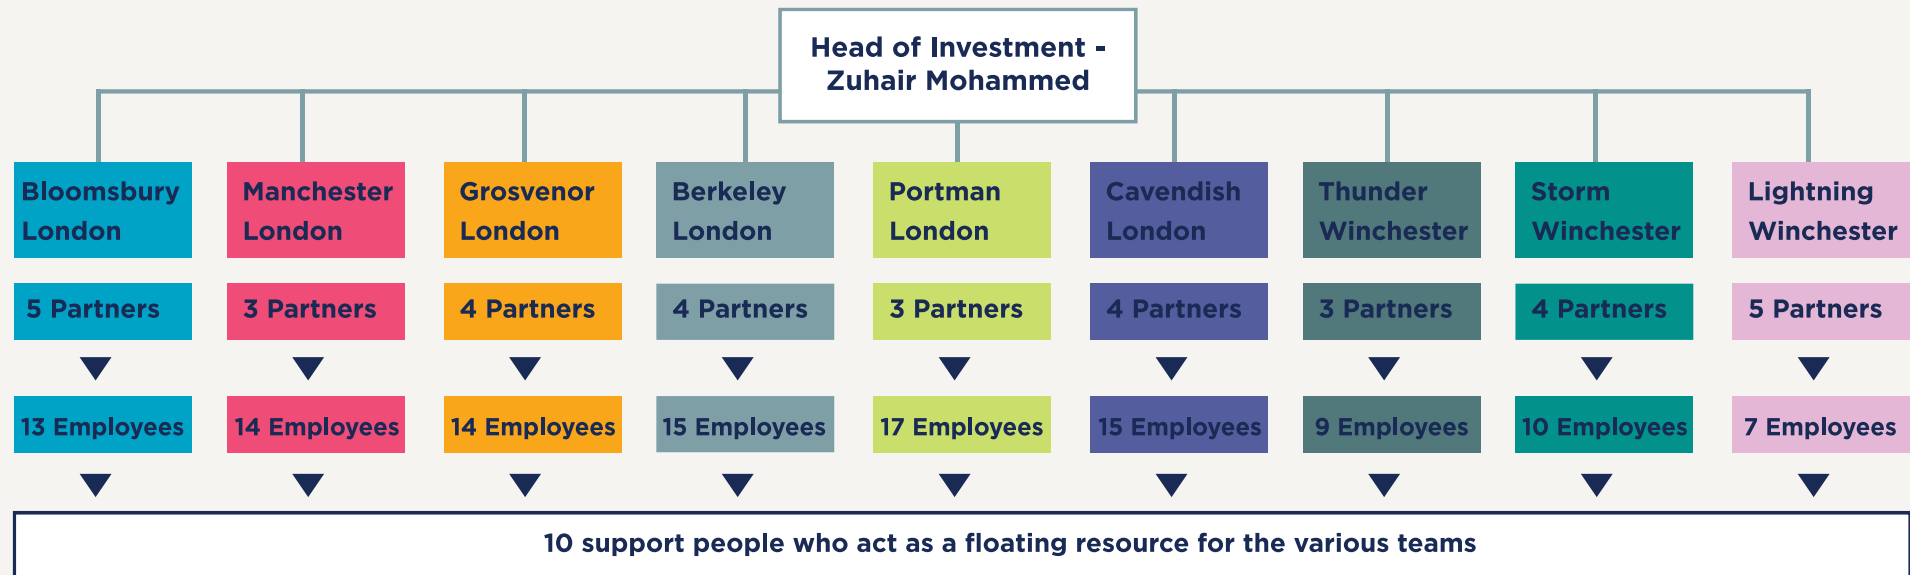 Head of Investment -
Zuhair Mohammed
Bloomsbury
London
Manchester
London
Grosvenor
London
Berkeley
London
Portman
London
Cavendish
London
Thunder
Winchester
Storm
Winchester
Lightning
Winchester
5 Partners
3 Partners
4 Partners
4 Partners
3 Partners
4 Partners
3 Partners
4 Partners
5 Partners
13 Employees
14 Employees
14 Employees
15 Employees
17 Employees
15 Employees
9 Employees
10 Employees
7 Employees
10 support people who act as a floating resource for the various teams